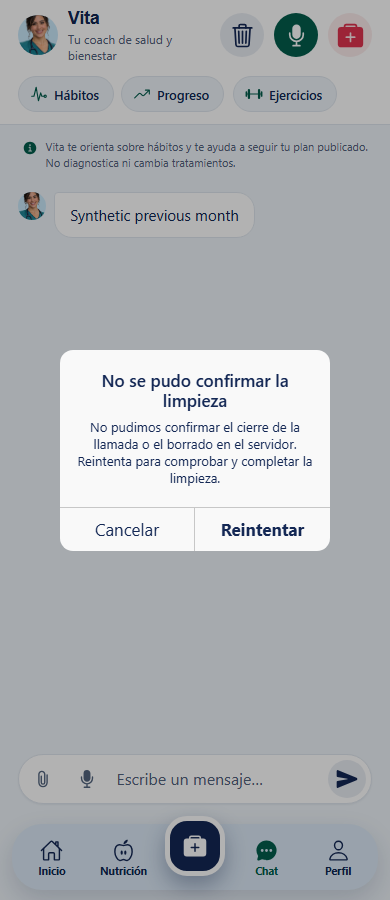 Vita
Tu coach de salud y
bienestar
Hábitos
Progreso
Ejercicios
Vita te orienta sobre hábitos y te ayuda a seguir tu plan publicado.
No diagnostica ni cambia tratamientos.
Synthetic previous month
No se pudo confirmar la
limpieza
No pudimos confirmar el cierre de la
llamada o el borrado en el servidor.
Reintenta para comprobar y completar la
limpieza.
Cancelar
Reintentar
Escribe un mensaje...
Inicio
Nutrición
Chat
Perfil